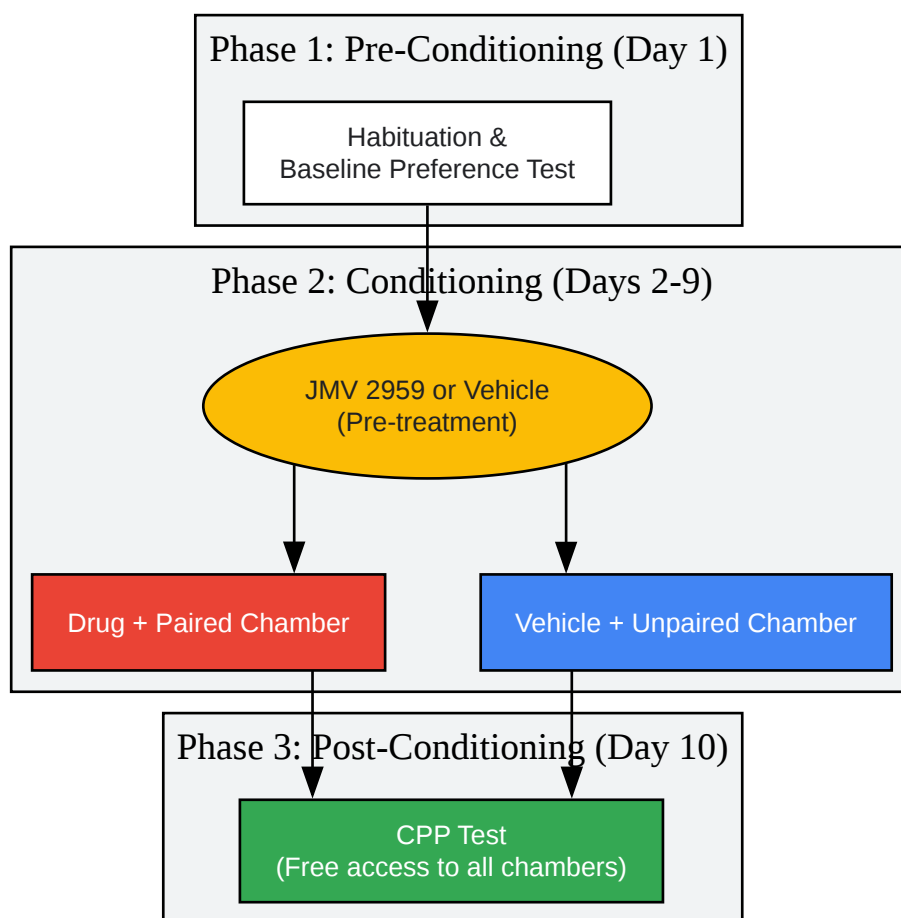 Phase 1: Pre-Conditioning (Day 1)
Habituation &
Baseline Preference Test
Phase 2: Conditioning (Days 2-9)
JMV 2959 or Vehicle
(Pre-treatment)
Drug + Paired Chamber
Vehicle + Unpaired Chamber
Phase 3: Post-Conditioning (Day 10)
CPP Test
(Free access to all chambers)